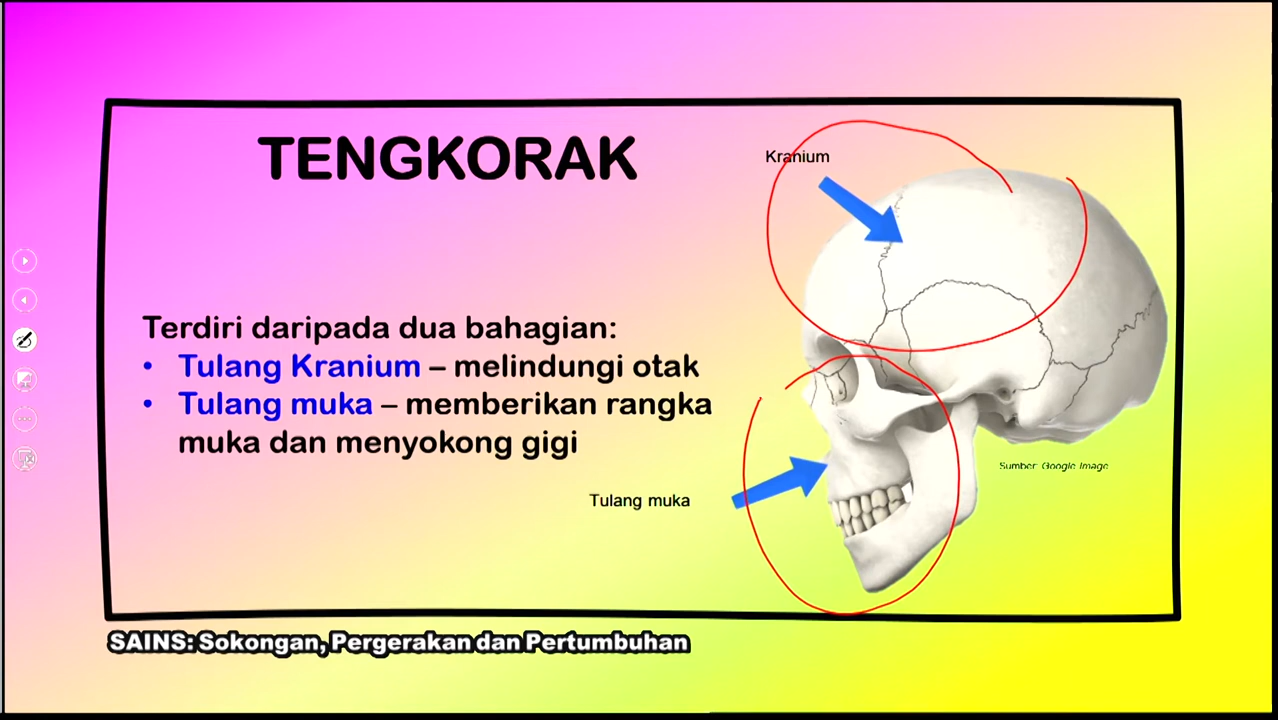 TENGKORAK
Terdiri daripada dua bahagian:
• Tulang Kranium – melindungi otak
• Tulang muka – memberikan rangka
muka dan menyokong gigi
Kranium
Tulang muka
Sumber: Google Image
SAINS: Sokongan, Pergerakan dan Pertumbuhan